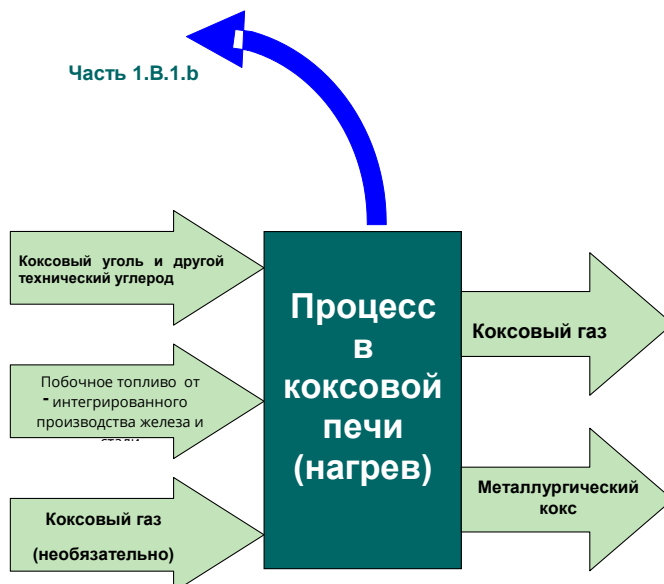 Часть 1.B.1.b
Коксовый уголь и другой
технический углерод
Побочное топливо от
- интегрированного
производства железа и
стали
Коксовый газ
(необязательно)
Процесс
в
коксовой
печи
(нагрев)
Коксовый газ
Металлургический
кокс